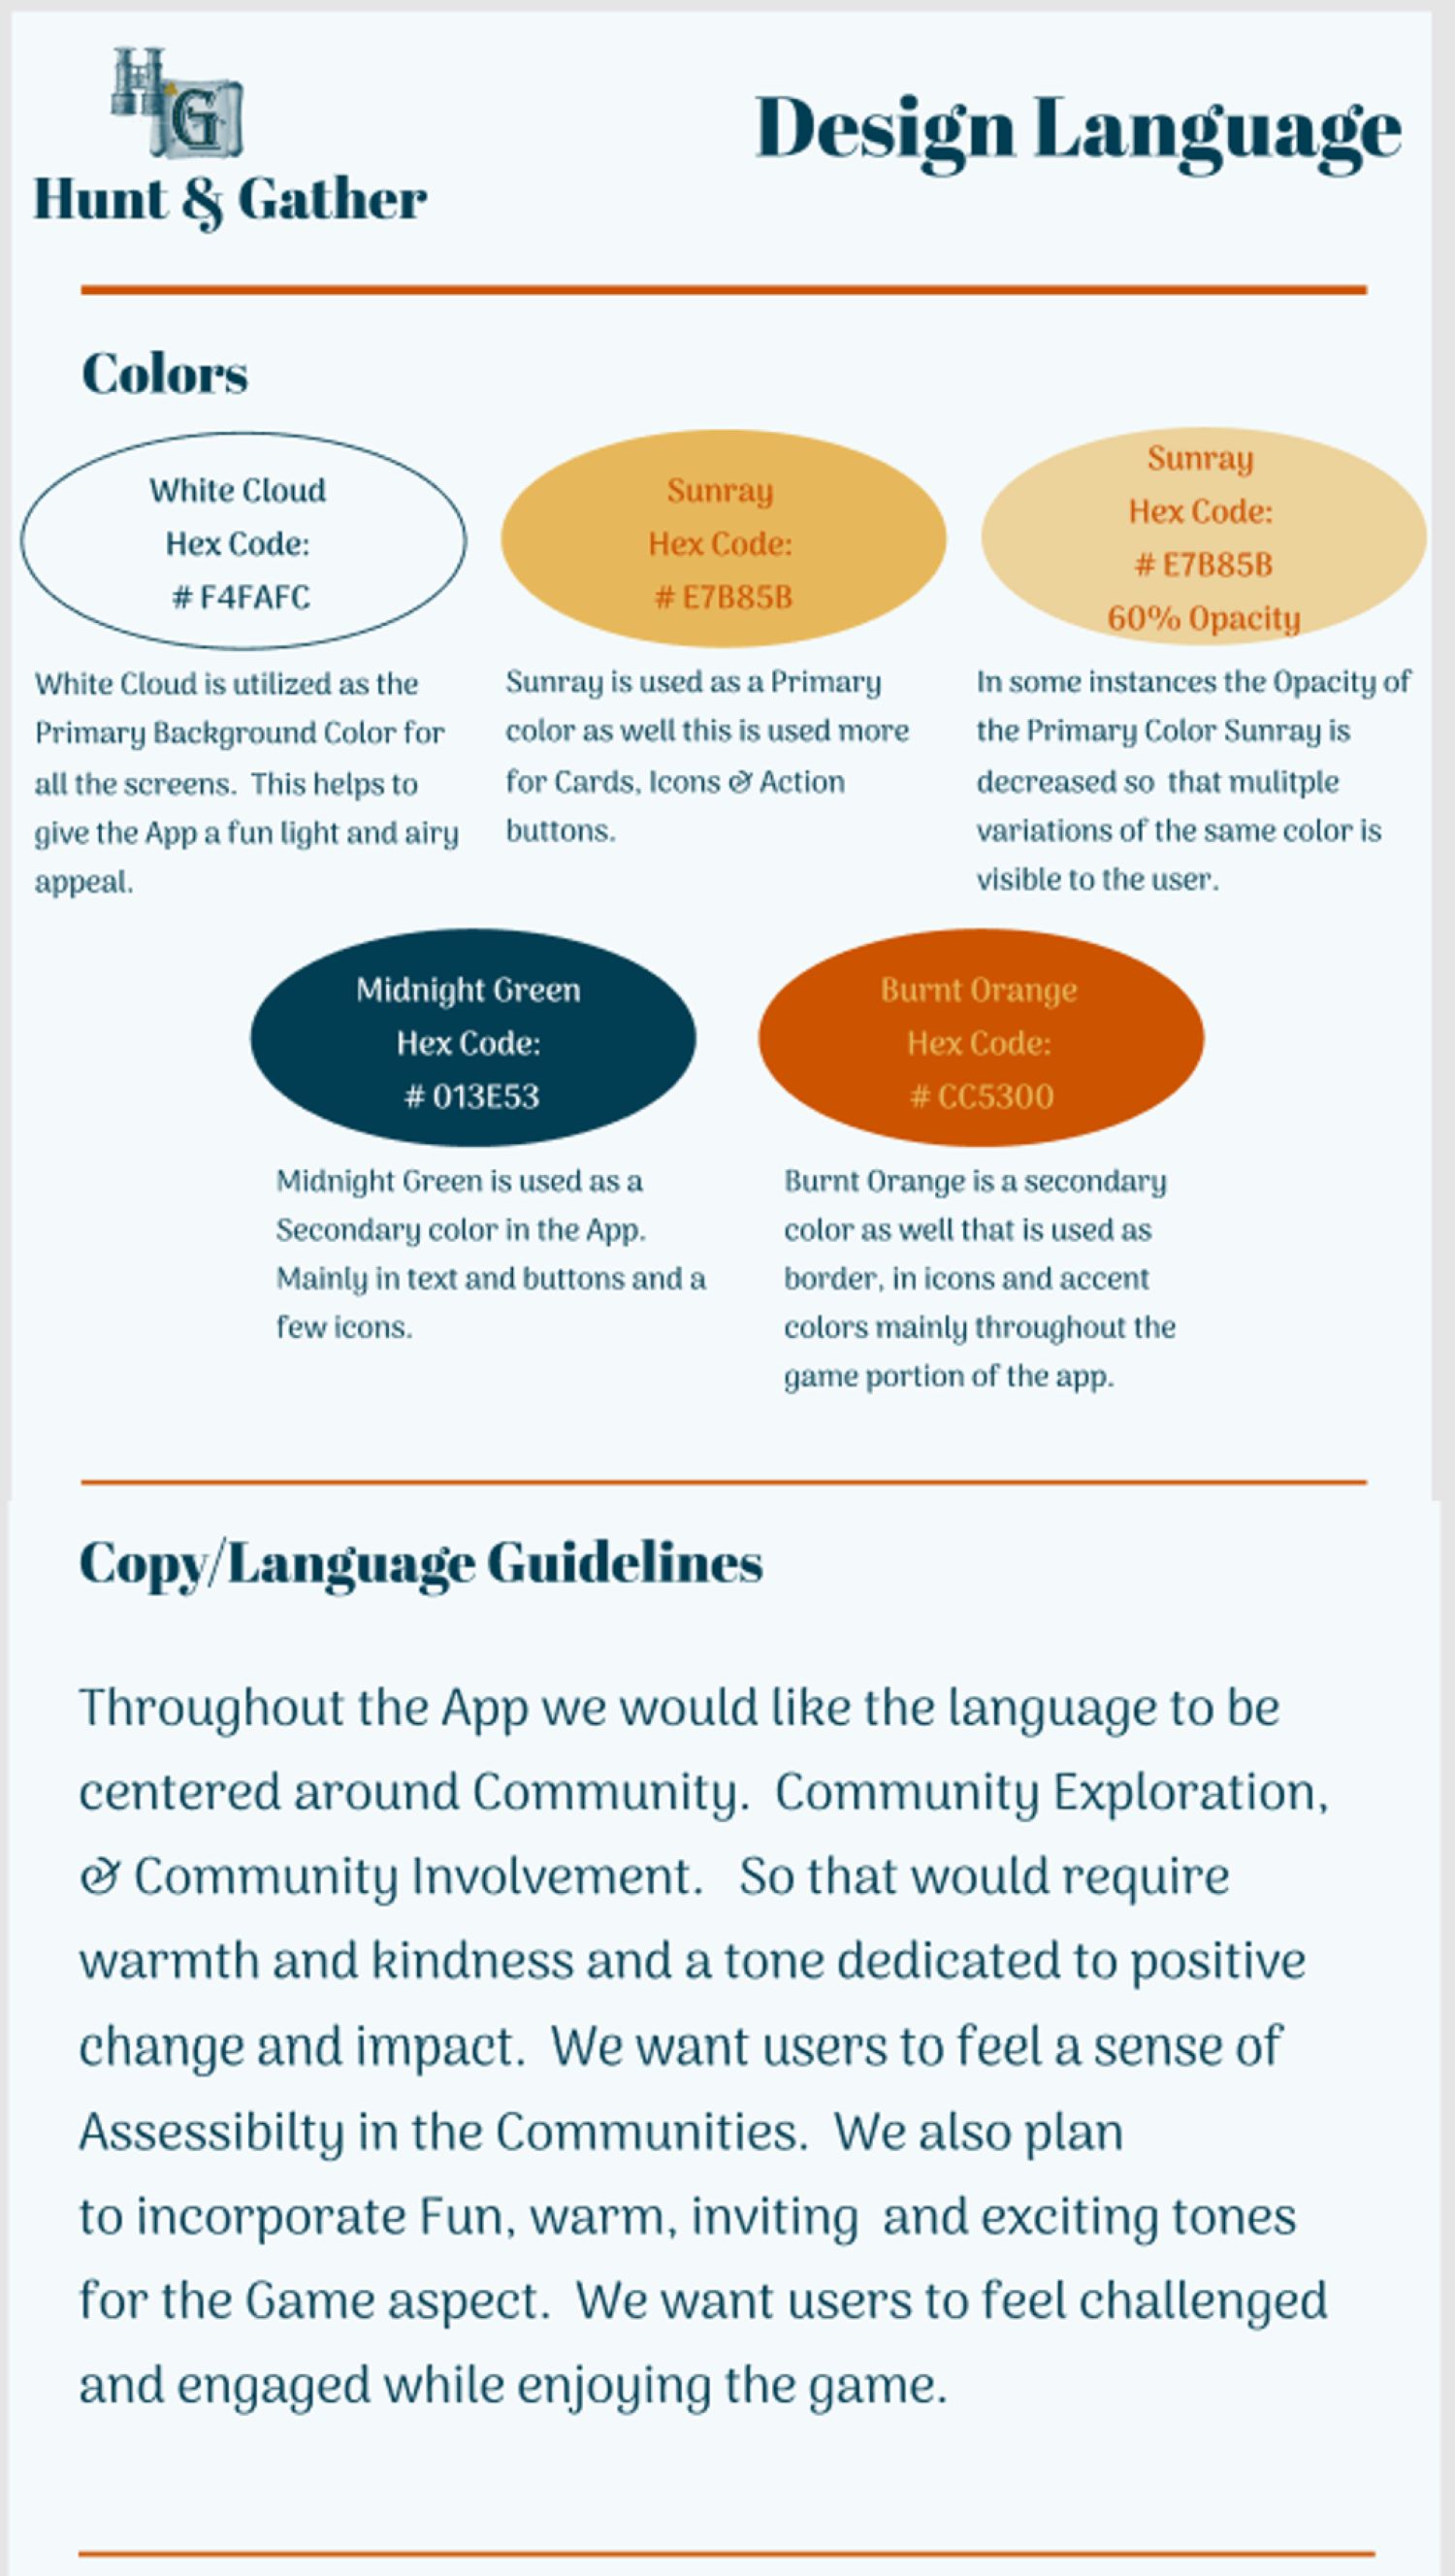 HG
Hunt & Gather
Design Language
Colors
White Cloud
Hex Code:
# F4FAFC
White Cloud is utilized as the
Primary Background Color for
all the screens.  This helps to
give the App a fun light and airy
appeal.
Sunray
Hex Code:
# E7B85B
Sunray is used as a Primary
color as well this is used more
for Cards, Icons & Action
buttons.
Sunray
Hex Code:
# E7B85B
60% Opacity
In some instances the Opacity of
the Primary Color Sunray is
decreased so  that mulitple
variations of the same color is
visible to the user.
Midnight Green
Hex Code:
# 013E53
Midnight Green is used as a
Secondary color in the App.
Mainly in text and buttons and a
few icons.
Burnt Orange
Hex Code:
# CC5300
Burnt Orange is a secondary
color as well that is used as
border, in icons and accent
colors mainly throughout the
game portion of the app.
Copy/Language Guidelines
Throughout the App we would like the language to be
centered around Community.  Community Exploration,
& Community Involvement.   So that would require
warmth and kindness and a tone dedicated to positive
change and impact.  We want users to feel a sense of
Assessibilty in the Communities.  We also plan
to incorporate Fun, warm, inviting  and exciting tones
for the Game aspect.  We want users to feel challenged
and engaged while enjoying the game.